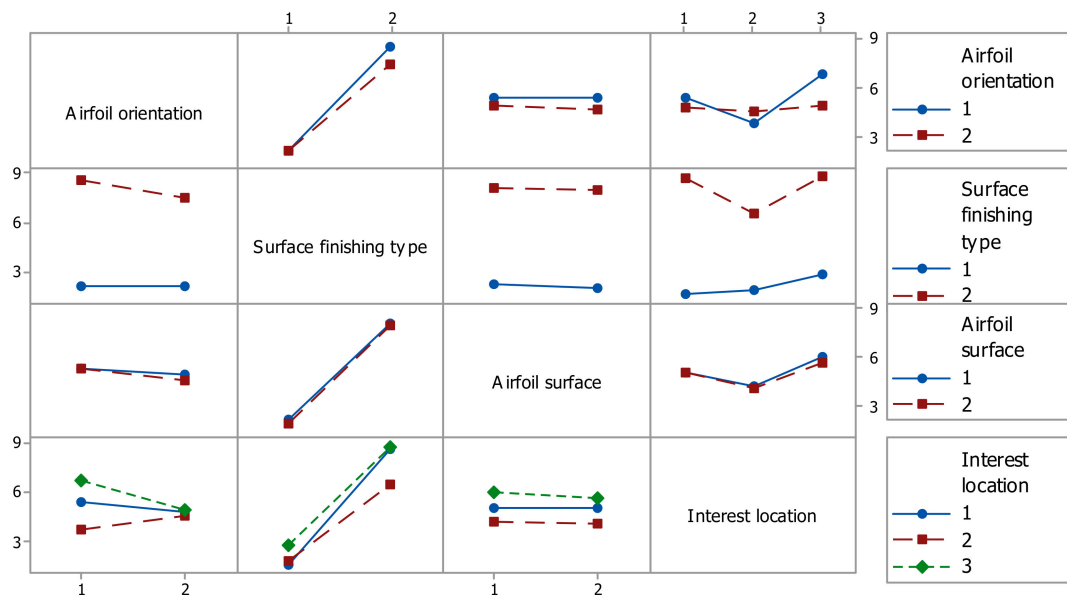 1 2 1 2 3
Airfoil orientation
9
6
3
Airfoil
orientation
1
2
9
6
3
Surface finishing type
Surface
finishing
type
1
2
Airfoil surface
9
6
3
Airfoil
surface
1
2
9
6
3
Interest location
Interest
location
1
2
3
1 2 1 2